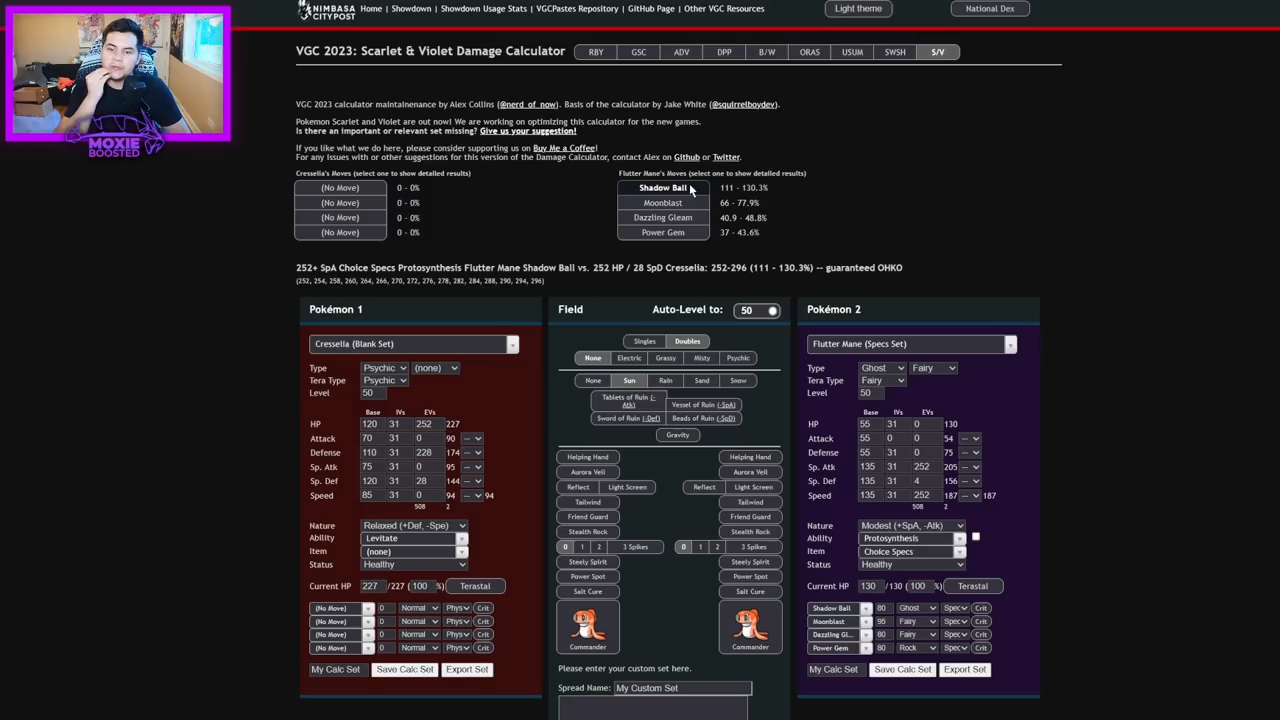 NIMBASA CITY POST Home | Showdown | Showdown Usage Stats | VGCPastes Repository | GitHub Page | Other VGC Resources Light theme National Dex
VGC 2023: Scarlet & Violet Damage Calculator RBY GSC ADV DPP B/W ORAS USUM SWSH S/V
VGC 2023 calculator maintainenance by Alex Collins (@nerd_of_now). Basis of the calculator by Jake White (@squirrelboydev).
Pokemon Scarlet and Violet are out now! We are working on optimizing this calculator for the new games.
Is there an important or relevant set missing? Give us your suggestion!
If you like what we do here, please consider supporting us on Buy Me a Coffee!
For any issues with or other suggestions for this version of the Damage Calculator, contact Alex on Github or Twitter.
MOXIE
BOOSTED
Cresselia's Moves (select one to show detailed results) Flutter Mane's Moves (select one to show detailed results)
(No Move) 0 - 0% Shadow Ball 111 - 130.3%
(No Move) 0 - 0% Moonblast 66 - 77.9%
(No Move) 0 - 0% Dazzling Gleam 40.9 - 48.8%
(No Move) 0 - 0% Power Gem 37 - 43.6%
252+ SpA Choice Specs Protosynthesis Flutter Mane Shadow Ball vs. 252 HP / 28 SpD Cresselia: 252-296 (111 - 130.3%) -- guaranteed OHKO
(252, 254, 258, 260, 264, 266, 270, 272, 276, 278, 282, 284, 288, 290, 294, 296)
Pokémon 1
Cresselia (Blank Set)
Type Psychic (none)
Tera Type Psychic
Level 50
Base IVs EVs
HP 120 31 252 227
Attack 70 31 0 90 --
Defense 110 31 228 174 --
Sp. Atk 75 31 0 95 --
Sp. Def 120 31 28 144 --
Speed 85 31 0 94 -- 94
508 2
Nature Relaxed (+Def, -Spe)
Ability Levitate
Item (none)
Status Healthy
Current HP 227 /227 (100 %) Terastal
(No Move) 0 Normal Phys Crit
(No Move) 0 Normal Phys Crit
(No Move) 0 Normal Phys Crit
(No Move) 0 Normal Phys Crit
My Calc Set Save Calc Set Export Set
Field Auto-Level to: 50
Singles Doubles
None Electric Grassy Misty Psychic
None Sun Rain Sand Snow
Tablets of Ruin (-Atk) Vessel of Ruin (-SpA)
Sword of Ruin (-Def) Beads of Ruin (-SpD)
Gravity
Helping Hand Helping Hand
Aurora Veil Aurora Veil
Reflect Light Screen Reflect Light Screen
Tailwind Tailwind
Friend Guard Friend Guard
Stealth Rock Stealth Rock
0 1 2 3 Spikes 0 1 2 3 Spikes
Steely Spirit Steely Spirit
Power Spot Power Spot
Salt Cure Salt Cure
Commander Commander
Please enter your custom set here.
Spread Name: My Custom Set
Pokémon 2
Flutter Mane (Specs Set)
Type Ghost Fairy
Tera Type Fairy
Level 50
Base IVs EVs
HP 55 31 0 130
Attack 55 0 0 54 --
Defense 55 31 0 75 --
Sp. Atk 135 31 252 205 --
Sp. Def 135 31 4 156 --
Speed 135 31 252 187 -- 187
508 2
Nature Modest (+SpA, -Atk)
Ability Protosynthesis
Item Choice Specs
Status Healthy
Current HP 130 /130 (100 %) Terastal
Shadow Ball 80 Ghost Spec Crit
Moonblast 95 Fairy Spec Crit
Dazzling Gl... 80 Fairy Spec Crit
Power Gem 80 Rock Spec Crit
My Calc Set Save Calc Set Export Set